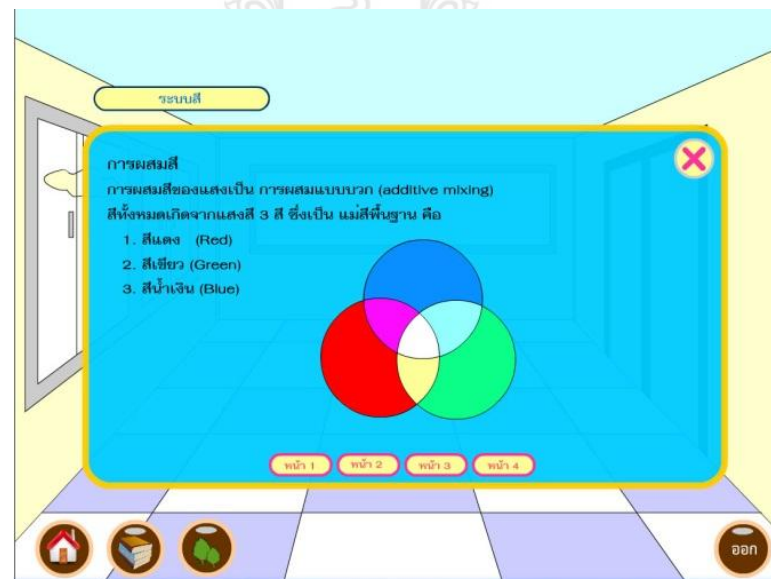 ระบบสี
การผสมสี
การผสมสีของแสงเป็น การผสมแบบบวก (additive mixing)
สีทั้งหมดเกิดจากแสงสี 3 สี ซึ่งเป็น แม่สีพื้นฐาน คือ
1. สีแดง (Red)
2. สีเขียว (Green)
3. สีน้ำเงิน (Blue)
หน้า 1 หน้า 2 หน้า 3 หน้า 4
ออก